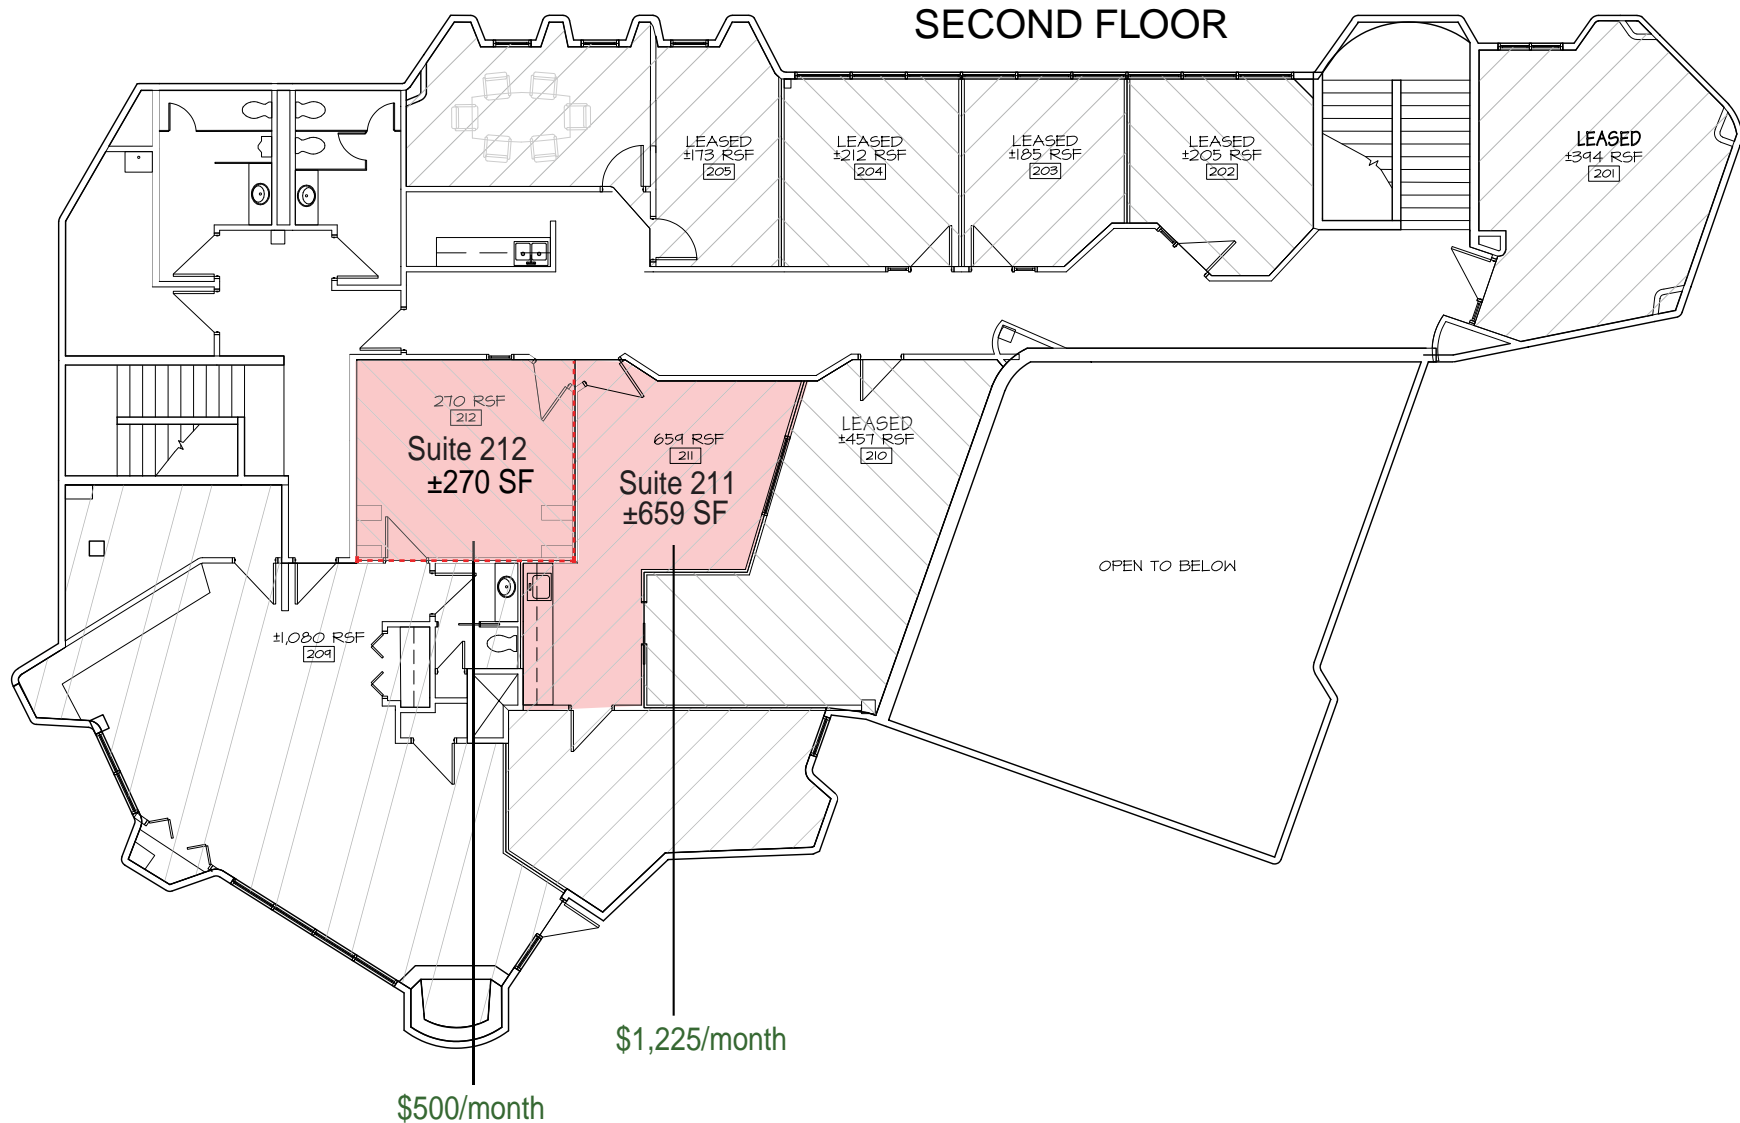 SECOND FLOOR
LEASED
±173 RSF
205
LEASED
±212 RSF
204
LEASED
±185 RSF
203
LEASED
±205 RSF
202
LEASED
±394 RSF
201
270 RSF
212
Suite 212
±270 SF
659 RSF
211
Suite 211
±659 SF
LEASED
±457 RSF
210
OPEN TO BELOW
±1,080 RSF
209
$1,225/month
$500/month